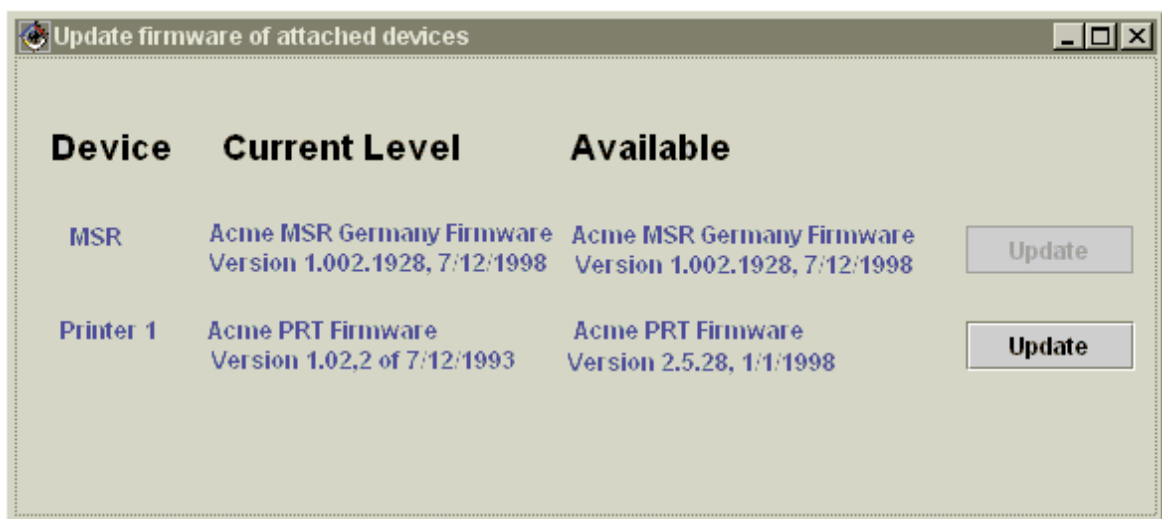 Update firmware of attached devices
Device Current Level Available
MSR Acme MSR Germany Firmware Acme MSR Germany Firmware Update
Version 1.002.1928, 7/12/1998 Version 1.002.1928, 7/12/1998
Printer 1 Acme PRT Firmware Acme PRT Firmware Update
Version 1.02,2 of 7/12/1993 Version 2.5.28, 1/1/1998